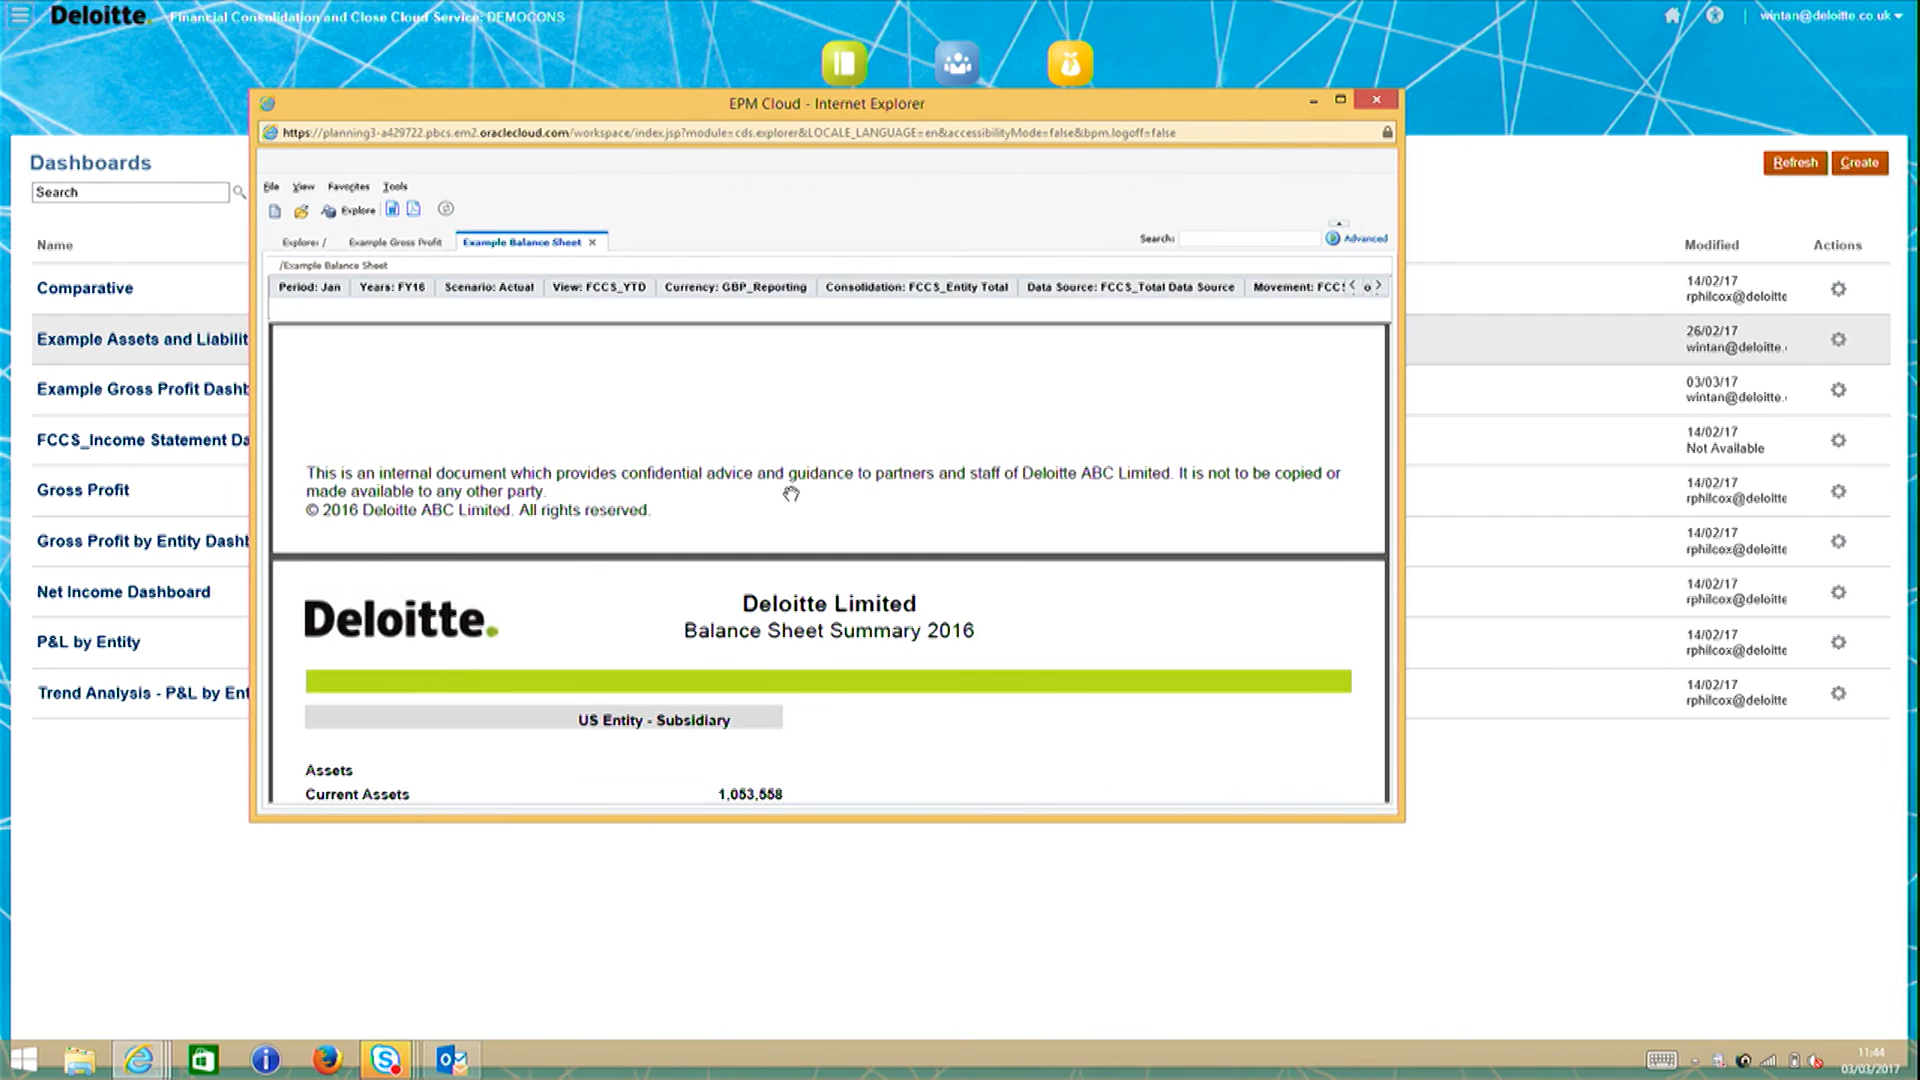 Deloitte.
Financial Consolidation and Close Cloud Service: DEMOCONS
wintan@deloitte.co.uk
EPM Cloud - Internet Explorer
https://planning3-a429722.pbcs.em2.oraclecloud.com/workspace/index.jsp?module=cds.explorer&LOCALE_LANGUAGE=en&accessibilityMode=false&bpm.logoff=false
Dashboards
Refresh
Create
Search
File View Favorites Tools
Explore
Explore: / Example Gross Profit Example Balance Sheet
Search:
Advanced
/Example Balance Sheet
Period: Jan Years: FY16 Scenario: Actual View: FCCS_YTD Currency: GBP_Reporting Consolidation: FCCS_Entity Total Data Source: FCCS_Total Data Source Movement: FCCS
Name
Modified
Actions
Comparative
14/02/17
rphilcox@deloitte
Example Assets and Liabilit
26/02/17
wintan@deloitte.
Example Gross Profit Dashb
03/03/17
wintan@deloitte.
FCCS_Income Statement Da
14/02/17
Not Available
Gross Profit
14/02/17
rphilcox@deloitte
Gross Profit by Entity Dasht
14/02/17
rphilcox@deloitte
Net Income Dashboard
14/02/17
rphilcox@deloitte
P&L by Entity
14/02/17
rphilcox@deloitte
Trend Analysis - P&L by Ent
14/02/17
rphilcox@deloitte
This is an internal document which provides confidential advice and guidance to partners and staff of Deloitte ABC Limited. It is not to be copied or
made available to any other party.
© 2016 Deloitte ABC Limited. All rights reserved.
Deloitte.
Deloitte Limited
Balance Sheet Summary 2016
US Entity - Subsidiary
Assets
Current Assets 1,053,558
11:44
03/03/2017